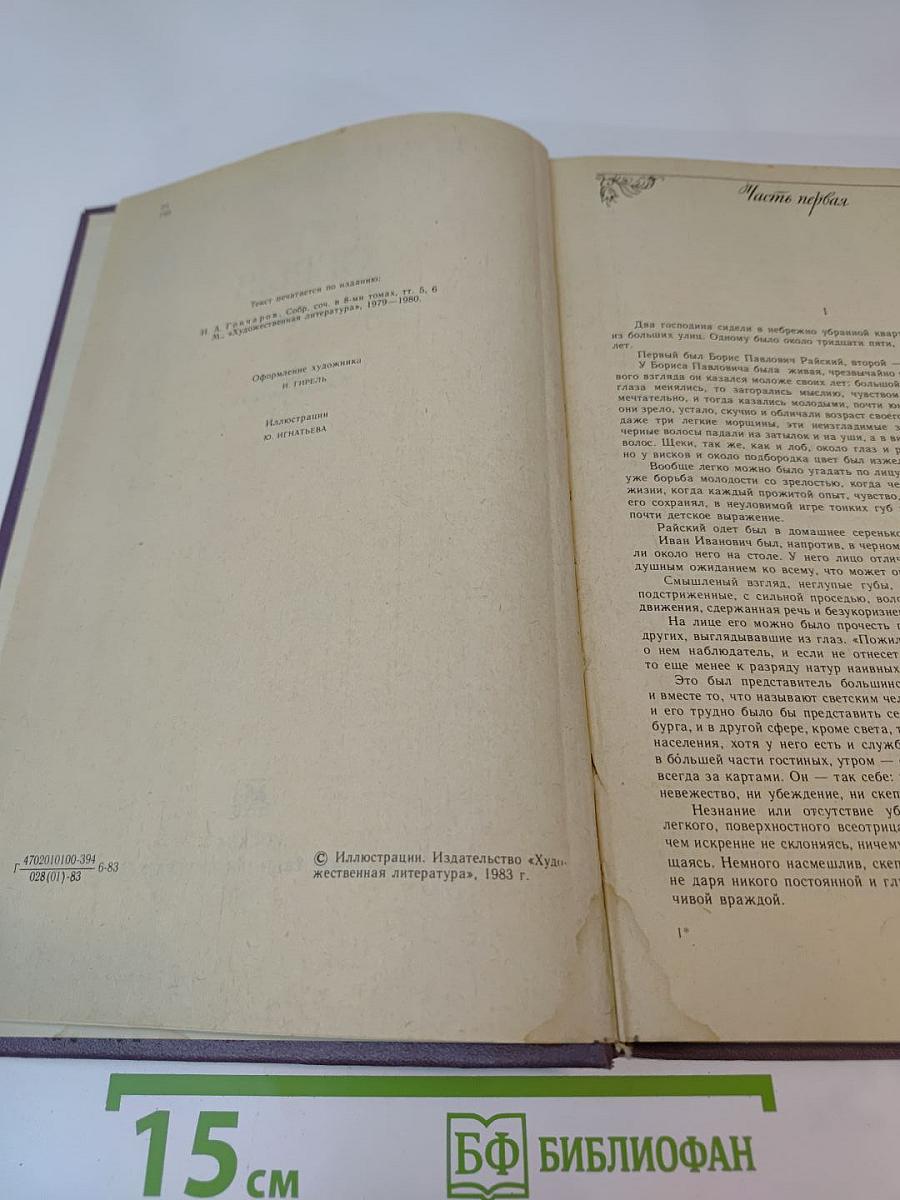 Текст печатается по изданию:
И. А. Гончаров. Собр. соч. в 8-ми томах, тт. 5, 6
М., «Художественная литература», 1979—1980.
Оформление художника
И. ГИРЕЛЬ
Иллюстрации
Ю. ИГНАТЬЕВА
Г 4702010100-394 6-83
028(01)-83
© Иллюстрации. Издательство «Худо-
жественная литература», 1983 г.
Часть первая
I
Два господина сидели в небрежно убранной кварт
из больших улиц. Одному было около тридцати пяти,
лет.
Первый был Борис Павлович Райский, второй —
У Бориса Павловича была живая, чрезвычайно
вого взгляда он казался моложе своих лет: большой
глаза менялись, то загорались мыслию, чувством
мечтательно, и тогда казались молодыми, почти юн
они зрело, устало, скучно и обличали возраст своего
даже три легкие морщины, эти неизгладимые з
черные волосы падали на затылок и на уши, а в ви
волос. Щеки, так же, как и лоб, около глаз и р
но у висков и около подбородка цвет был изжел
Вообще легко можно было угадать по лицу
уже борьба молодости со зрелостью, когда че
жизни, когда каждый прожитой опыт, чувство,
его сохранял, в неуловимой игре тонких губ
почти детское выражение.
Райский одет был в домашнее серенько
Иван Иванович был, напротив, в черном
ли около него на столе. У него лицо отлич
душным ожиданием ко всему, что может о
Смышленый взгляд, неглупые губы,
подстриженные, с сильной проседью, воло
движения, сдержанная речь и безукоризнен
На лице его можно было прочесть
других, выглядывавшие из глаз. «Пожил
о нем наблюдатель, и если не отнесет
то еще менее к разряду натур наивных
Это был представитель большинс
и вместе то, что называют светским чел
и его трудно было бы представить се
бурга, и в другой сфере, кроме света, т
населения, хотя у него есть и служб
в бо́льшей части гостиных, утром —
всегда за картами. Он — так себе:
невежество, ни убеждение, ни скеп
Незнание или отсутствие уб
легкого, поверхностного всеотрица
чем искренне не склоняясь, ничему
щаясь. Немного насмешлив, скеп
не даря никого постоянной и гл
чивой враждой.
1*
15 см
БФ БИБЛИОФАН